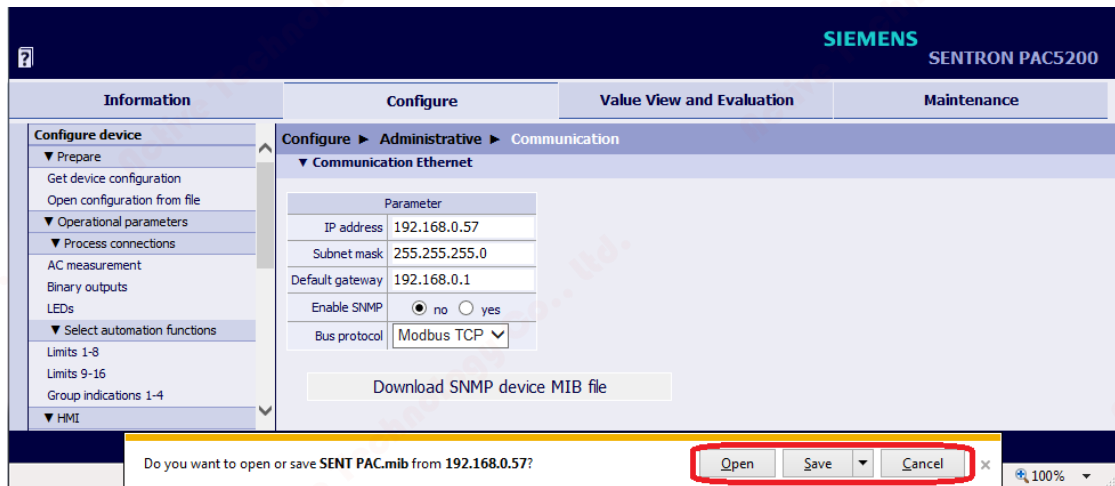 SIEMENS
?
SENTRON PAC5200
Information Configure Value View and Evaluation Maintenance
Configure device
▼ Prepare
Get device configuration
Open configuration from file
▼ Operational parameters
▼ Process connections
AC measurement
Binary outputs
LEDs
▼ Select automation functions
Limits 1-8
Limits 9-16
Group indications 1-4
▼ HMI
Configure ► Administrative ► Communication
▼ Communication Ethernet
Parameter
IP address 192.168.0.57
Subnet mask 255.255.255.0
Default gateway 192.168.0.1
Enable SNMP no yes
Bus protocol Modbus TCP
Download SNMP device MIB file
Do you want to open or save SENT PAC.mib from 192.168.0.57? Open Save ▼ Cancel ×
100% ▼